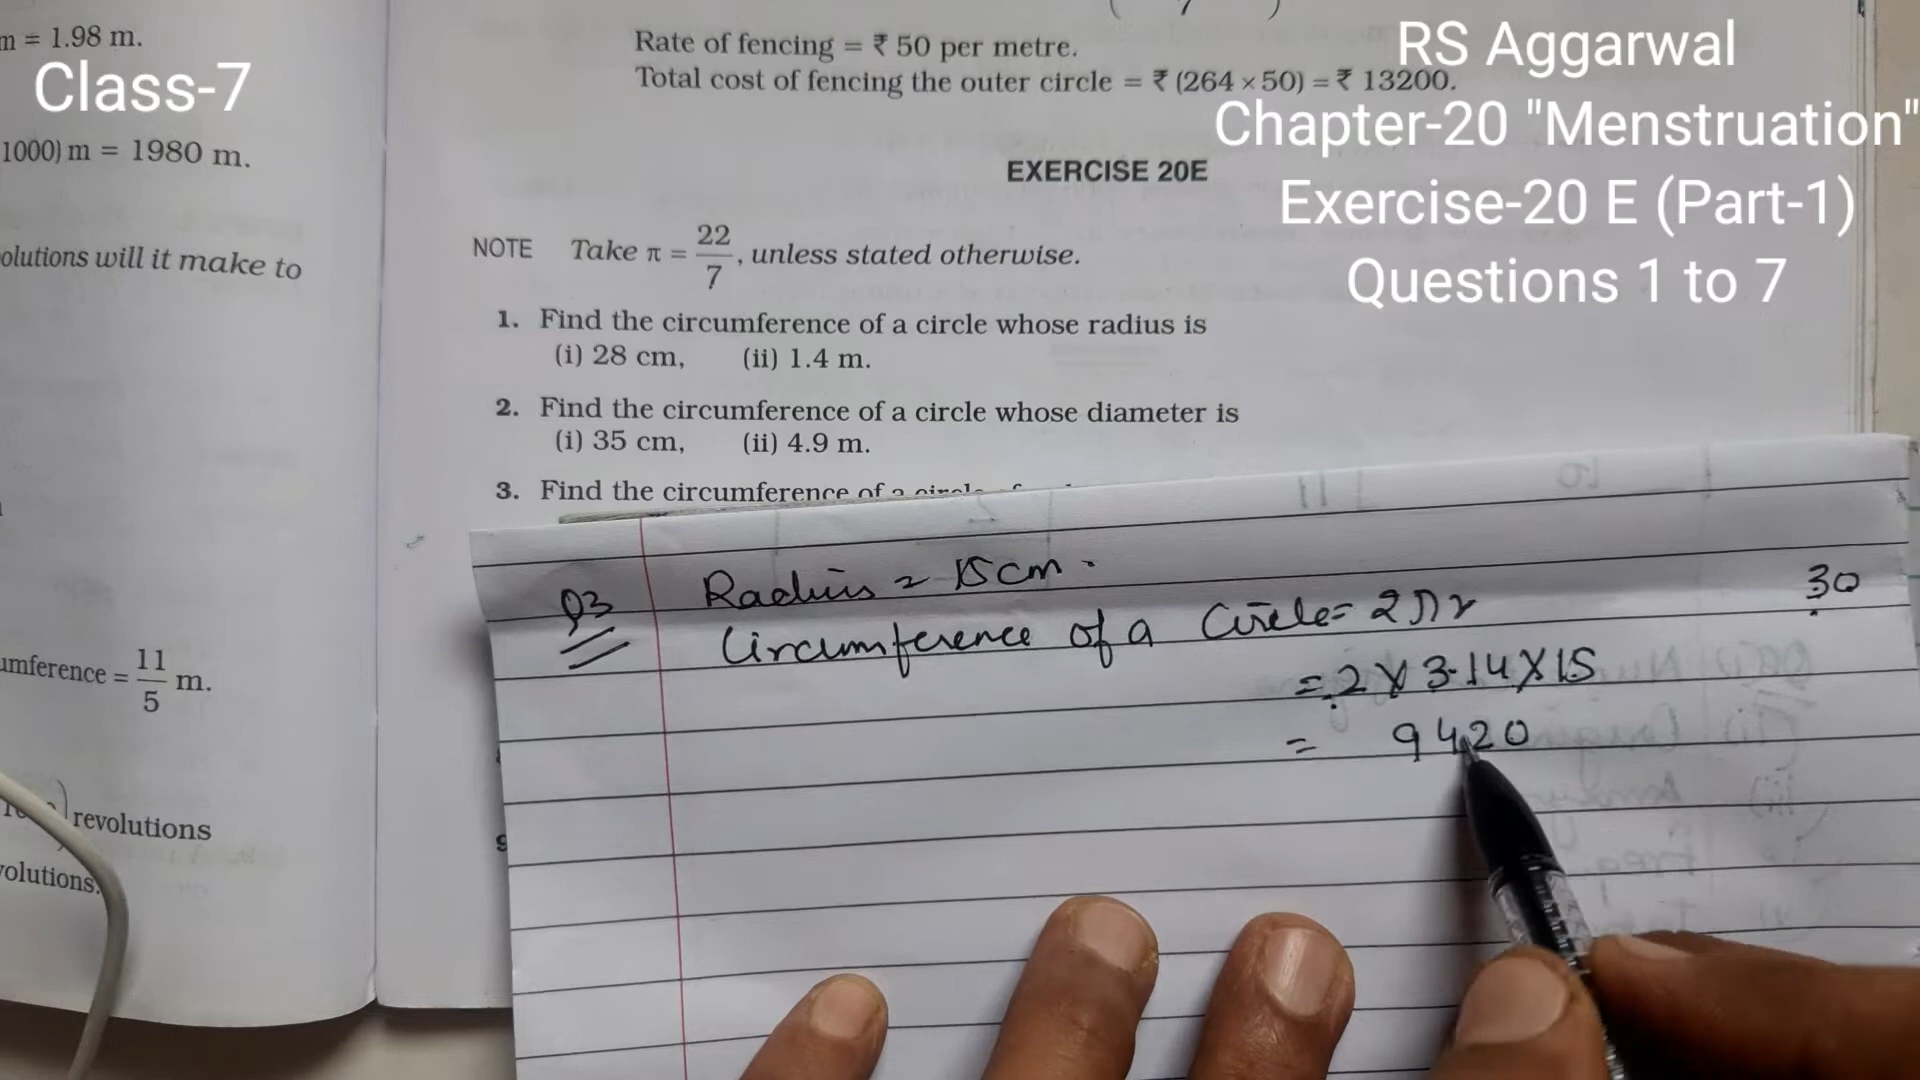 m = 1.98 m.
Class-7
1000) m = 1980 m.
olutions will it make to
umference = 11/5 m.
revolutions
volutions.
Rate of fencing = ₹ 50 per metre.
Total cost of fencing the outer circle = ₹ (264 × 50) = ₹ 13200.
RS Aggarwal
Chapter-20 "Menstruation"
Exercise-20 E (Part-1)
Questions 1 to 7
EXERCISE 20E
NOTE Take π = 22/7, unless stated otherwise.
1. Find the circumference of a circle whose radius is
(i) 28 cm, (ii) 1.4 m.
2. Find the circumference of a circle whose diameter is
(i) 35 cm, (ii) 4.9 m.
3. Find the circumference of a circle of
Q3 Radius = 15 cm.
Circumference of a Circle = 2πr
30
= 2 × 3.14 × 15
= 9420